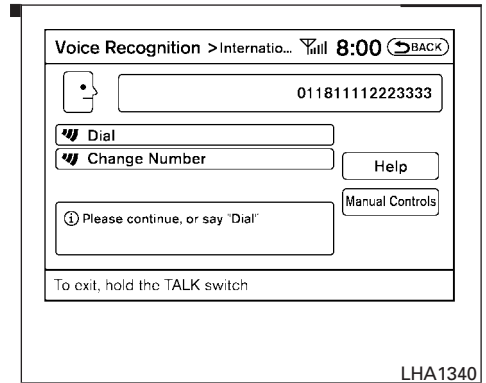 Voice Recognition >Internatio... 8:00 BACK
011811112223333
Dial
Change Number
Help
Manual Controls
Please continue, or say "Dial"
To exit, hold the TALK switch
LHA1340